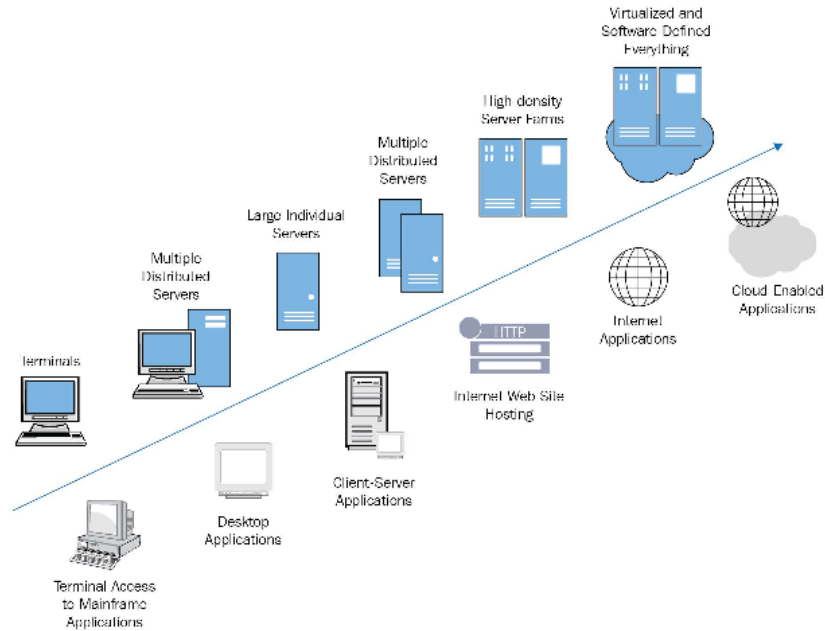 Virtualized and
Software Defined
Everything
High density
Server Farms
Multiple
Distributed
Servers
Large Individual
Servers
Multiple
Distributed
Servers
Terminals
Cloud Enabled
Applications
Internet
Applications
HTTP
Internet Web Site
Hosting
Client-Server
Applications
Desktop
Applications
Terminal Access
to Mainframe
Applications